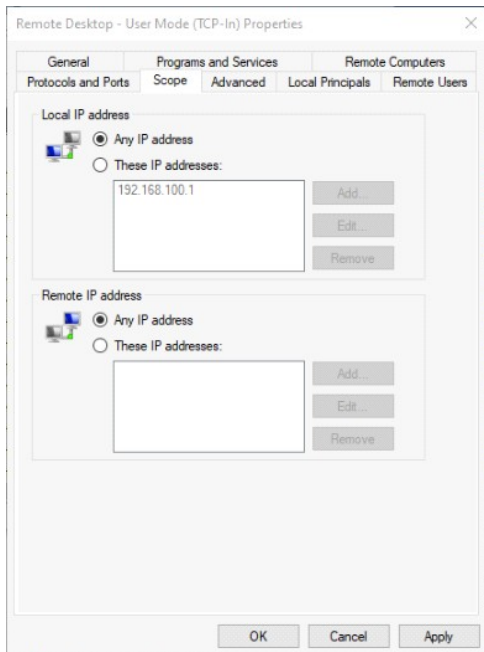 Remote Desktop - User Mode (TCP-In) Properties
General Programs and Services Remote Computers
Protocols and Ports Scope Advanced Local Principals Remote Users
Local IP address
Any IP address
These IP addresses:
192.168.100.1
Add...
Edit...
Remove
Remote IP address
Any IP address
These IP addresses:
Add...
Edit...
Remove
OK Cancel Apply